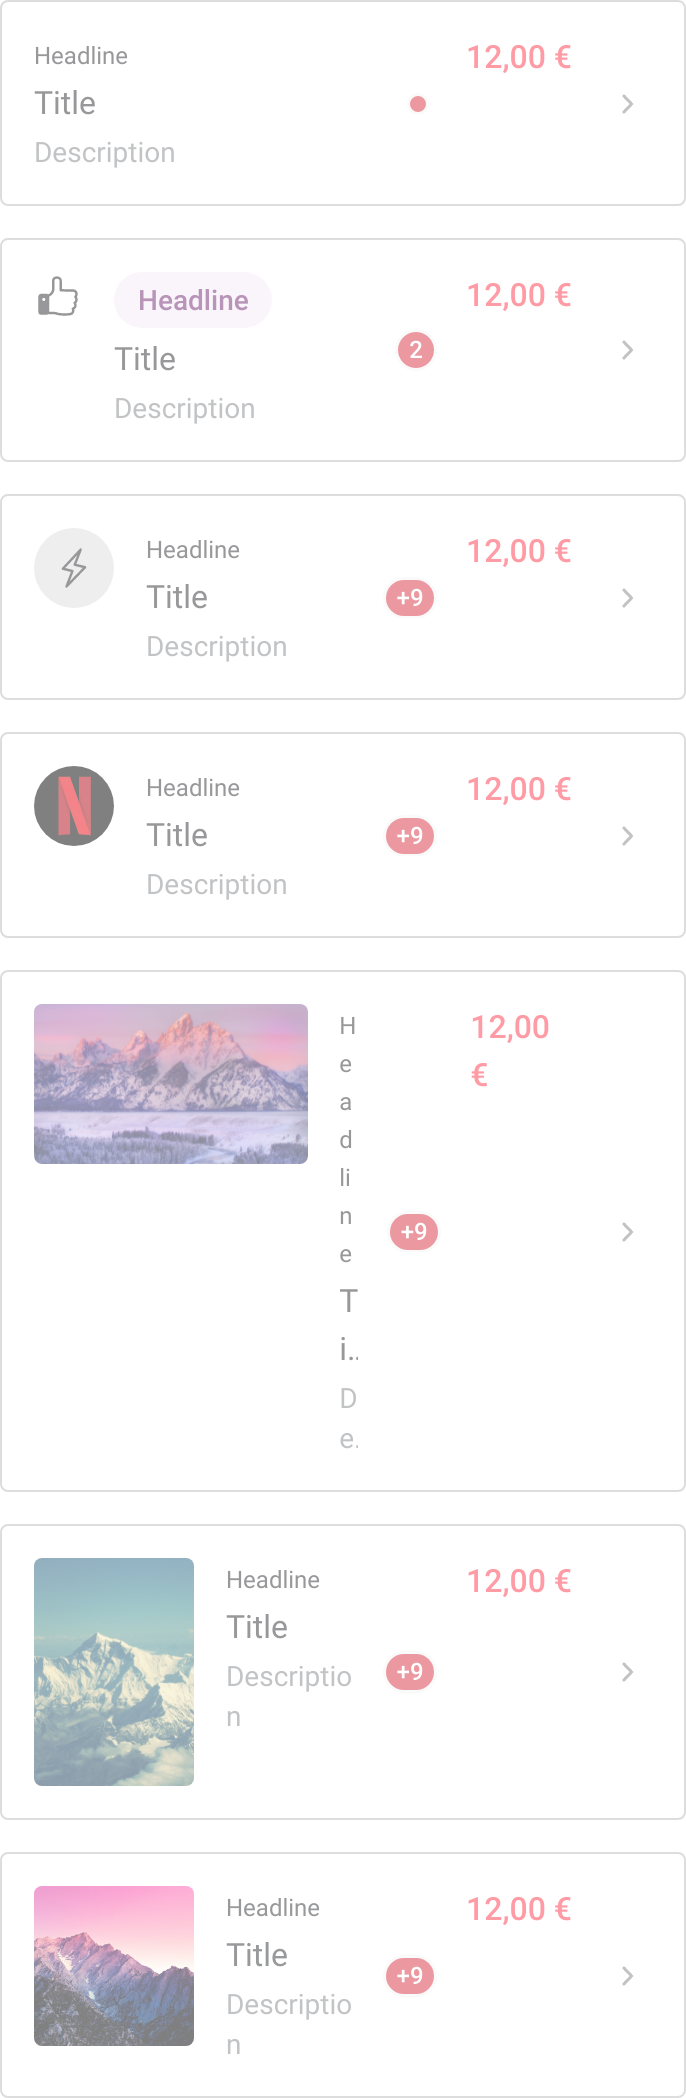 Headline
12,00 €
Title
Description
Headline
12,00 €
Title
2
Description
Headline
12,00 €
Title
+9
Description
N
Headline
12,00 €
Title
+9
Description
H
e
a
d
li
n
e
T
i..
D
e.
12,00
€
+9
Headline
12,00 €
Title
Descriptio
n
+9
Headline
12,00 €
Title
+9
Descriptio
n